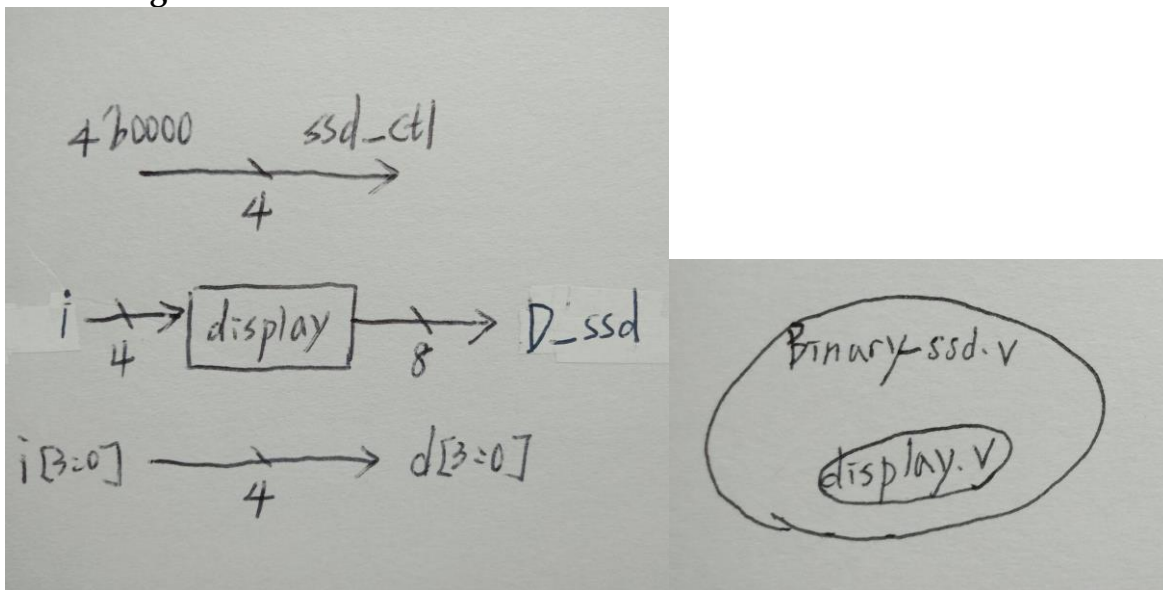 4'b0000 ssd_ctl
4
i display D_ssd
4 8
i[3:0] d[3:0]
4
Binary_ssd.v
display.v